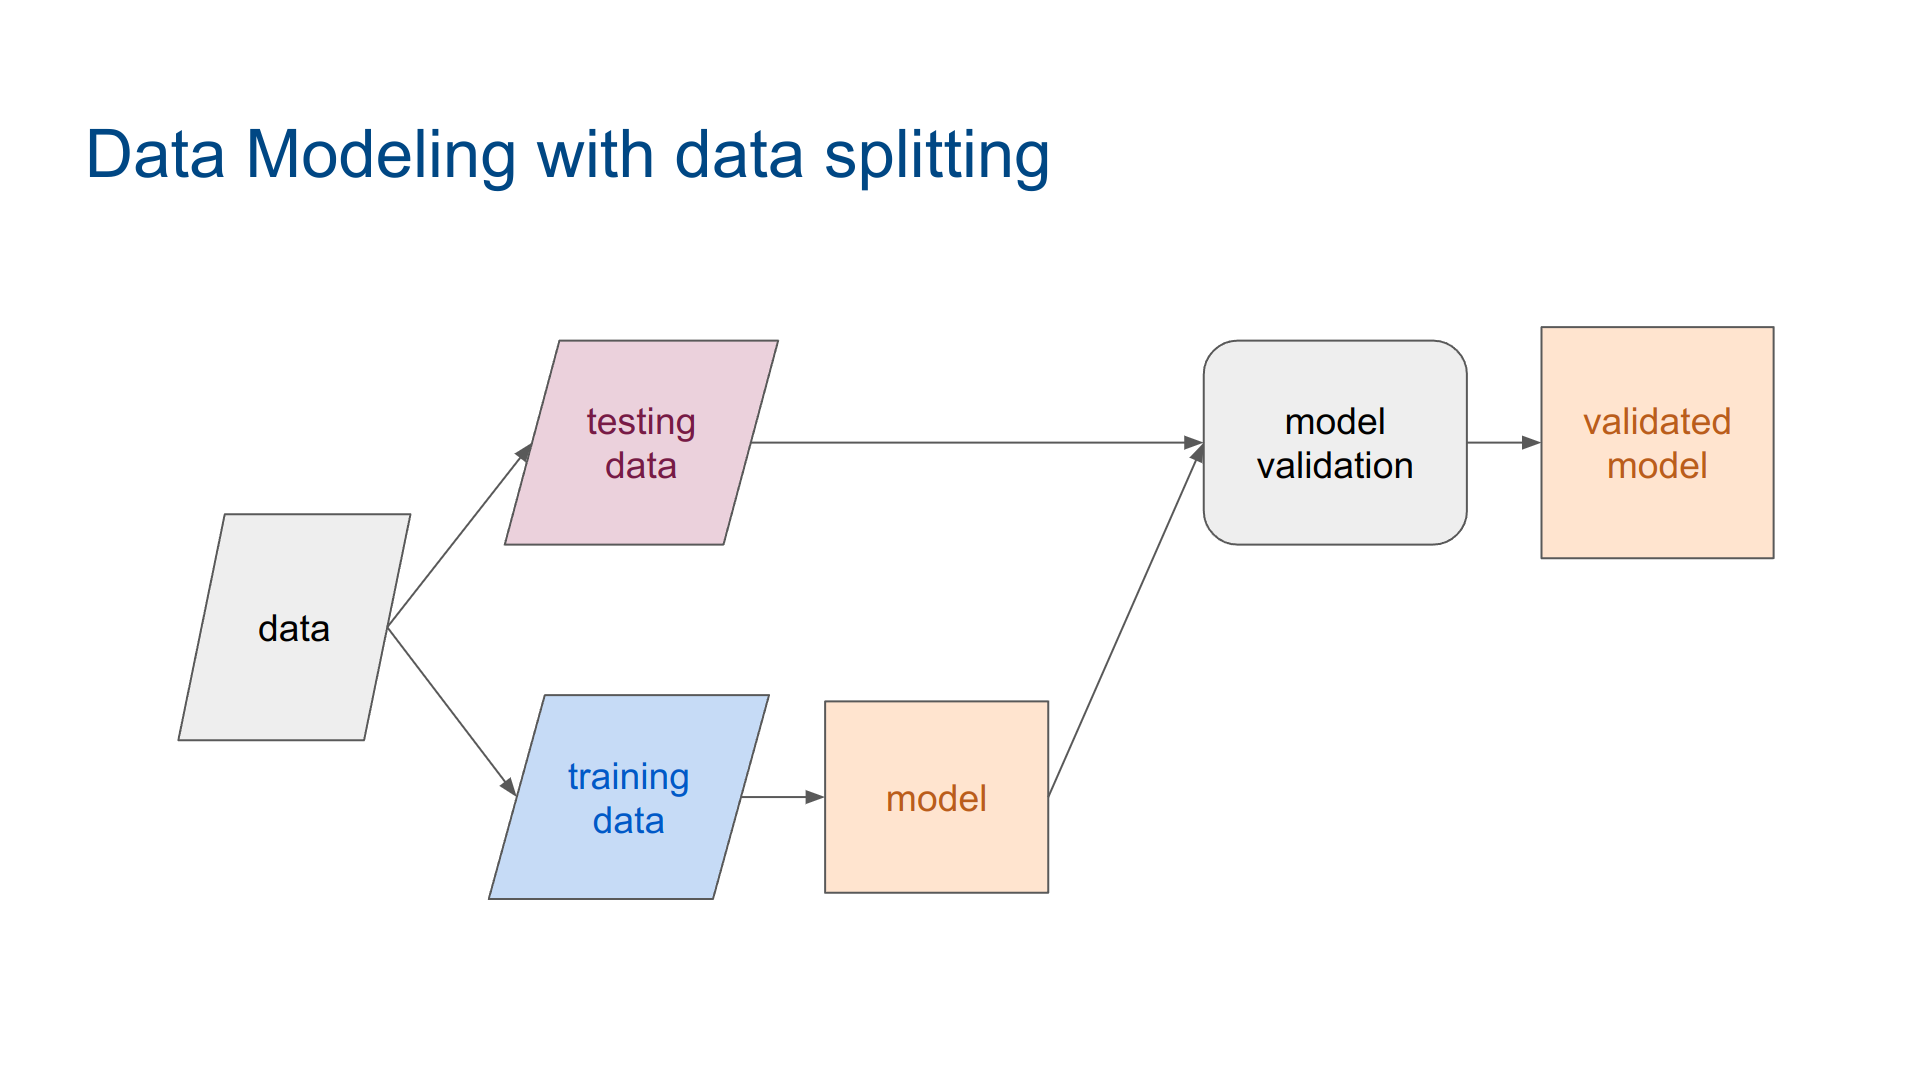 Data Modeling with data splitting
testing
data
model
validation
validated
model
data
training
data
model